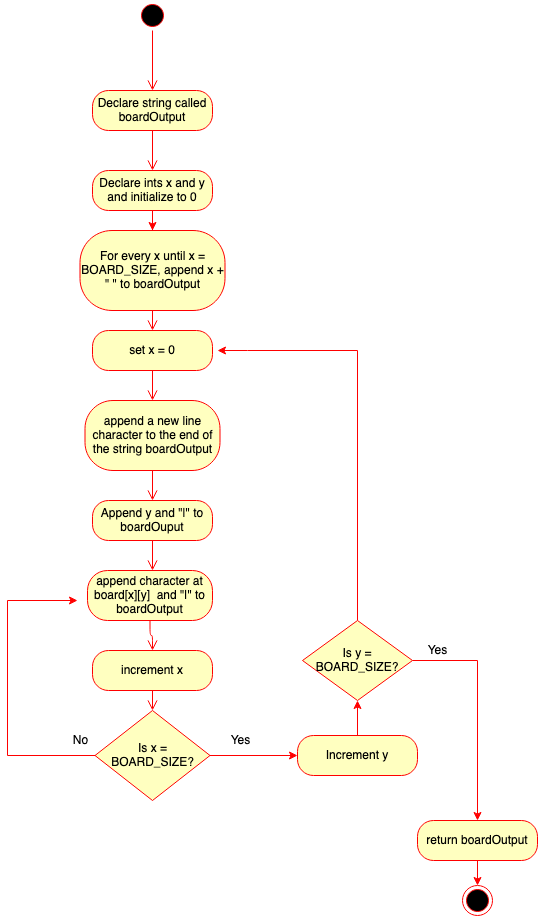 Declare string called
boardOutput
Declare ints x and y
and initialize to 0
For every x until x =
BOARD_SIZE, append x +
" " to boardOutput
set x = 0
append a new line
character to the end of
the string boardOutput
Append y and "I" to
boardOuput
append character at
board[x][y] and "I" to
boardOutput
increment x
Is x =
BOARD_SIZE?
No
Yes
Increment y
Is y =
BOARD_SIZE?
Yes
return boardOutput